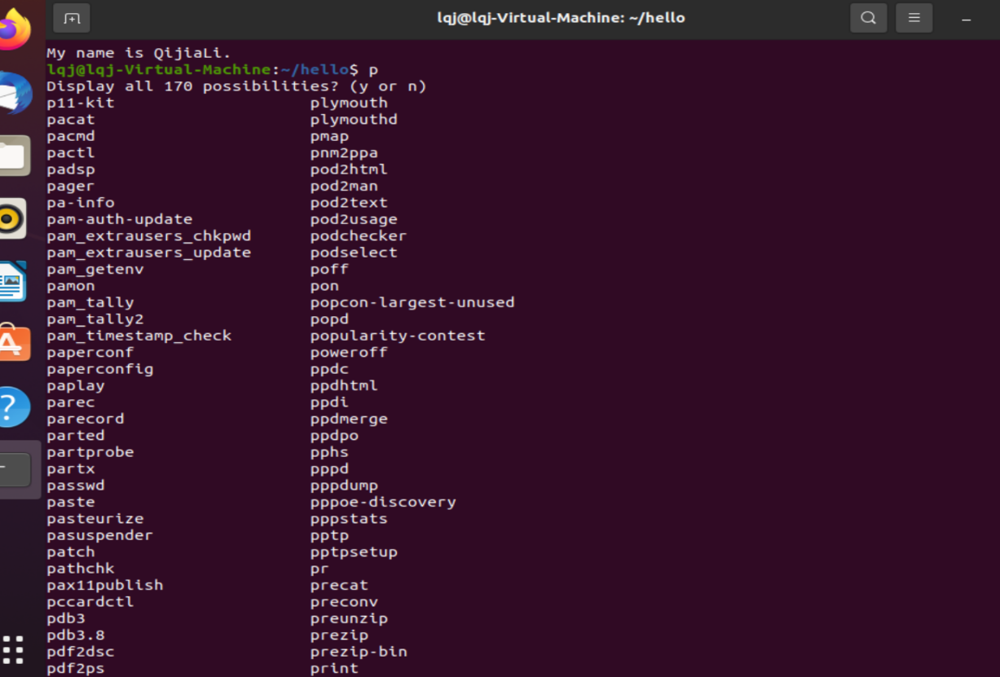 lqj@lqj-Virtual-Machine: ~/hello
My name is QijiaLi.
lqj@lqj-Virtual-Machine:~/hello$ p
Display all 170 possibilities? (y or n)
p11-kit plymouth
pacat plymouthd
pacmd pmap
pactl pnm2ppa
padsp pod2html
pager pod2man
pa-info pod2text
pam-auth-update pod2usage
pam_extrausers_chkpwd podchecker
pam_extrausers_update podselect
pam_getenv poff
pamon pon
pam_tally popcon-largest-unused
pam_tally2 popd
pam_timestamp_check popularity-contest
paperconf poweroff
paperconfig ppdc
paplay ppdhtml
parec ppdi
parecord ppdmerge
parted ppdpo
partprobe pphs
partx pppd
passwd pppdump
paste pppoe-discovery
pasteurize pppstats
pasuspender pptp
patch pptpsetup
pathchk pr
pax11publish precat
pccardctl preconv
pdb3 preunzip
pdb3.8 prezip
pdf2dsc prezip-bin
pdf2ps print